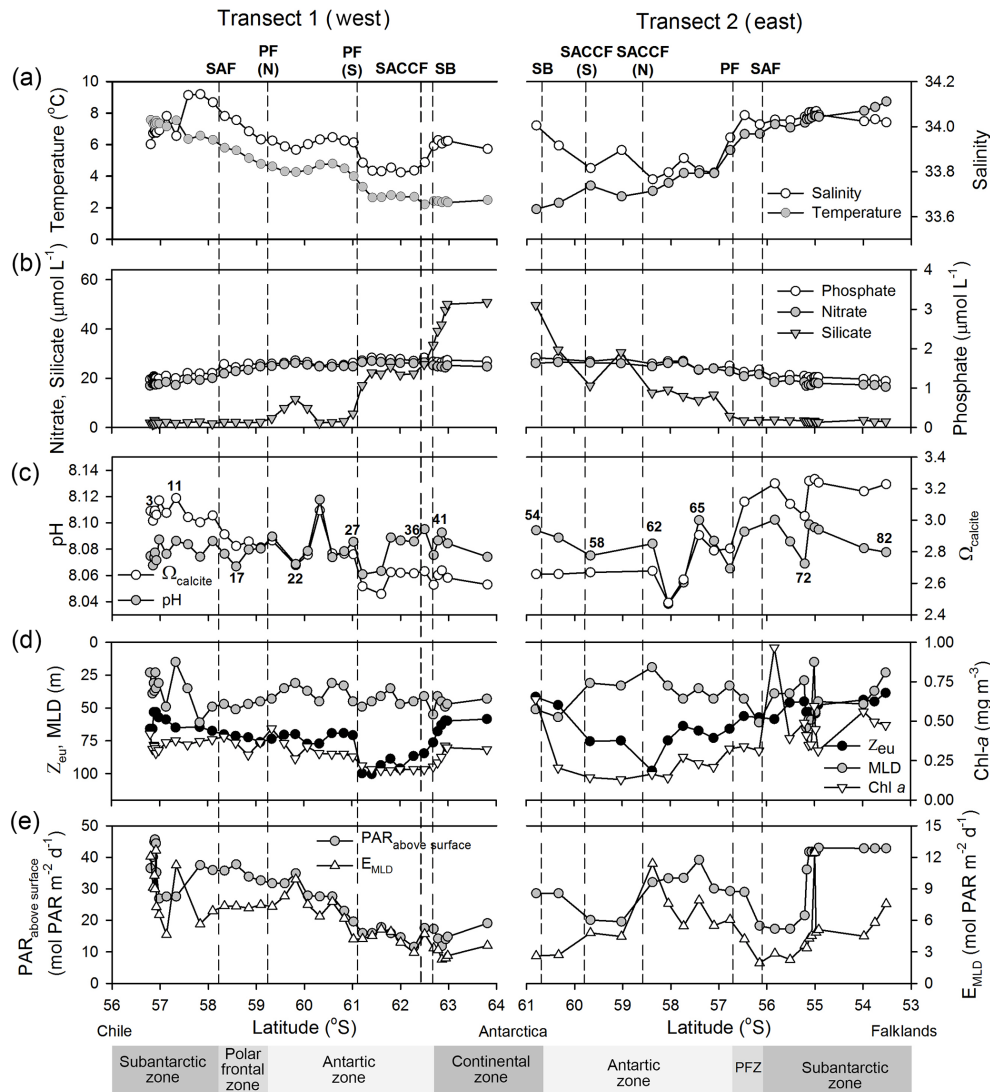 Transect 1 (west)
Transect 2 (east)
SAF
PF (N)
PF (S)
SACCF
SB
SB
SACCF (S)
SACCF (N)
PF
SAF
(a)
Temperature (°C)
10
8
6
4
2
0
34.2
34.0
33.8
33.6
Salinity
Salinity
Temperature
(b)
Nitrate, Silicate (μmol L⁻¹)
60
40
20
0
4
3
2
1
0
Phosphate (μmol L⁻¹)
Phosphate
Nitrate
Silicate
(c)
pH
8.14
8.12
8.10
8.08
8.06
8.04
3
11
17
22
27
36
41
54
58
62
65
72
82
3.4
3.2
3.0
2.8
2.6
2.4
Ωcalcite
Ωcalcite
pH
(d)
Zeu, MLD (m)
0
25
50
75
100
1.00
0.75
0.50
0.25
0.00
Chl-a (mg m⁻³)
Zeu
MLD
Chl a
(e)
PARabove surface (mol PAR m⁻² d⁻¹)
50
40
30
20
10
0
PARabove surface
EMLD
15
12
9
6
3
0
EMLD (mol PAR m⁻² d⁻¹)
56 57 58 59 60 61 62 63 64
61 60 59 58 57 56 55 54 53
Chile
Latitude (°S)
Antarctica
Latitude (°S)
Falklands
Subantarctic zone
Polar frontal zone
Antartic zone
Continental zone
Antartic zone
PFZ
Subantarctic zone